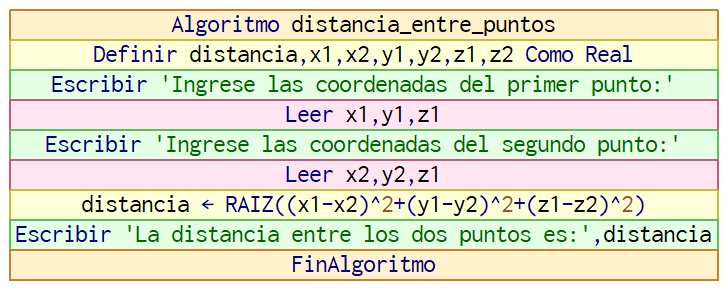 Algoritmo distancia_entre_puntos
Definir distancia,x1,x2,y1,y2,z1,z2 Como Real
Escribir 'Ingrese las coordenadas del primer punto:'
Leer x1,y1,z1
Escribir 'Ingrese las coordenadas del segundo punto:'
Leer x2,y2,z1
distancia ← RAIZ((x1-x2)^2+(y1-y2)^2+(z1-z2)^2)
Escribir 'La distancia entre los dos puntos es:',distancia
FinAlgoritmo